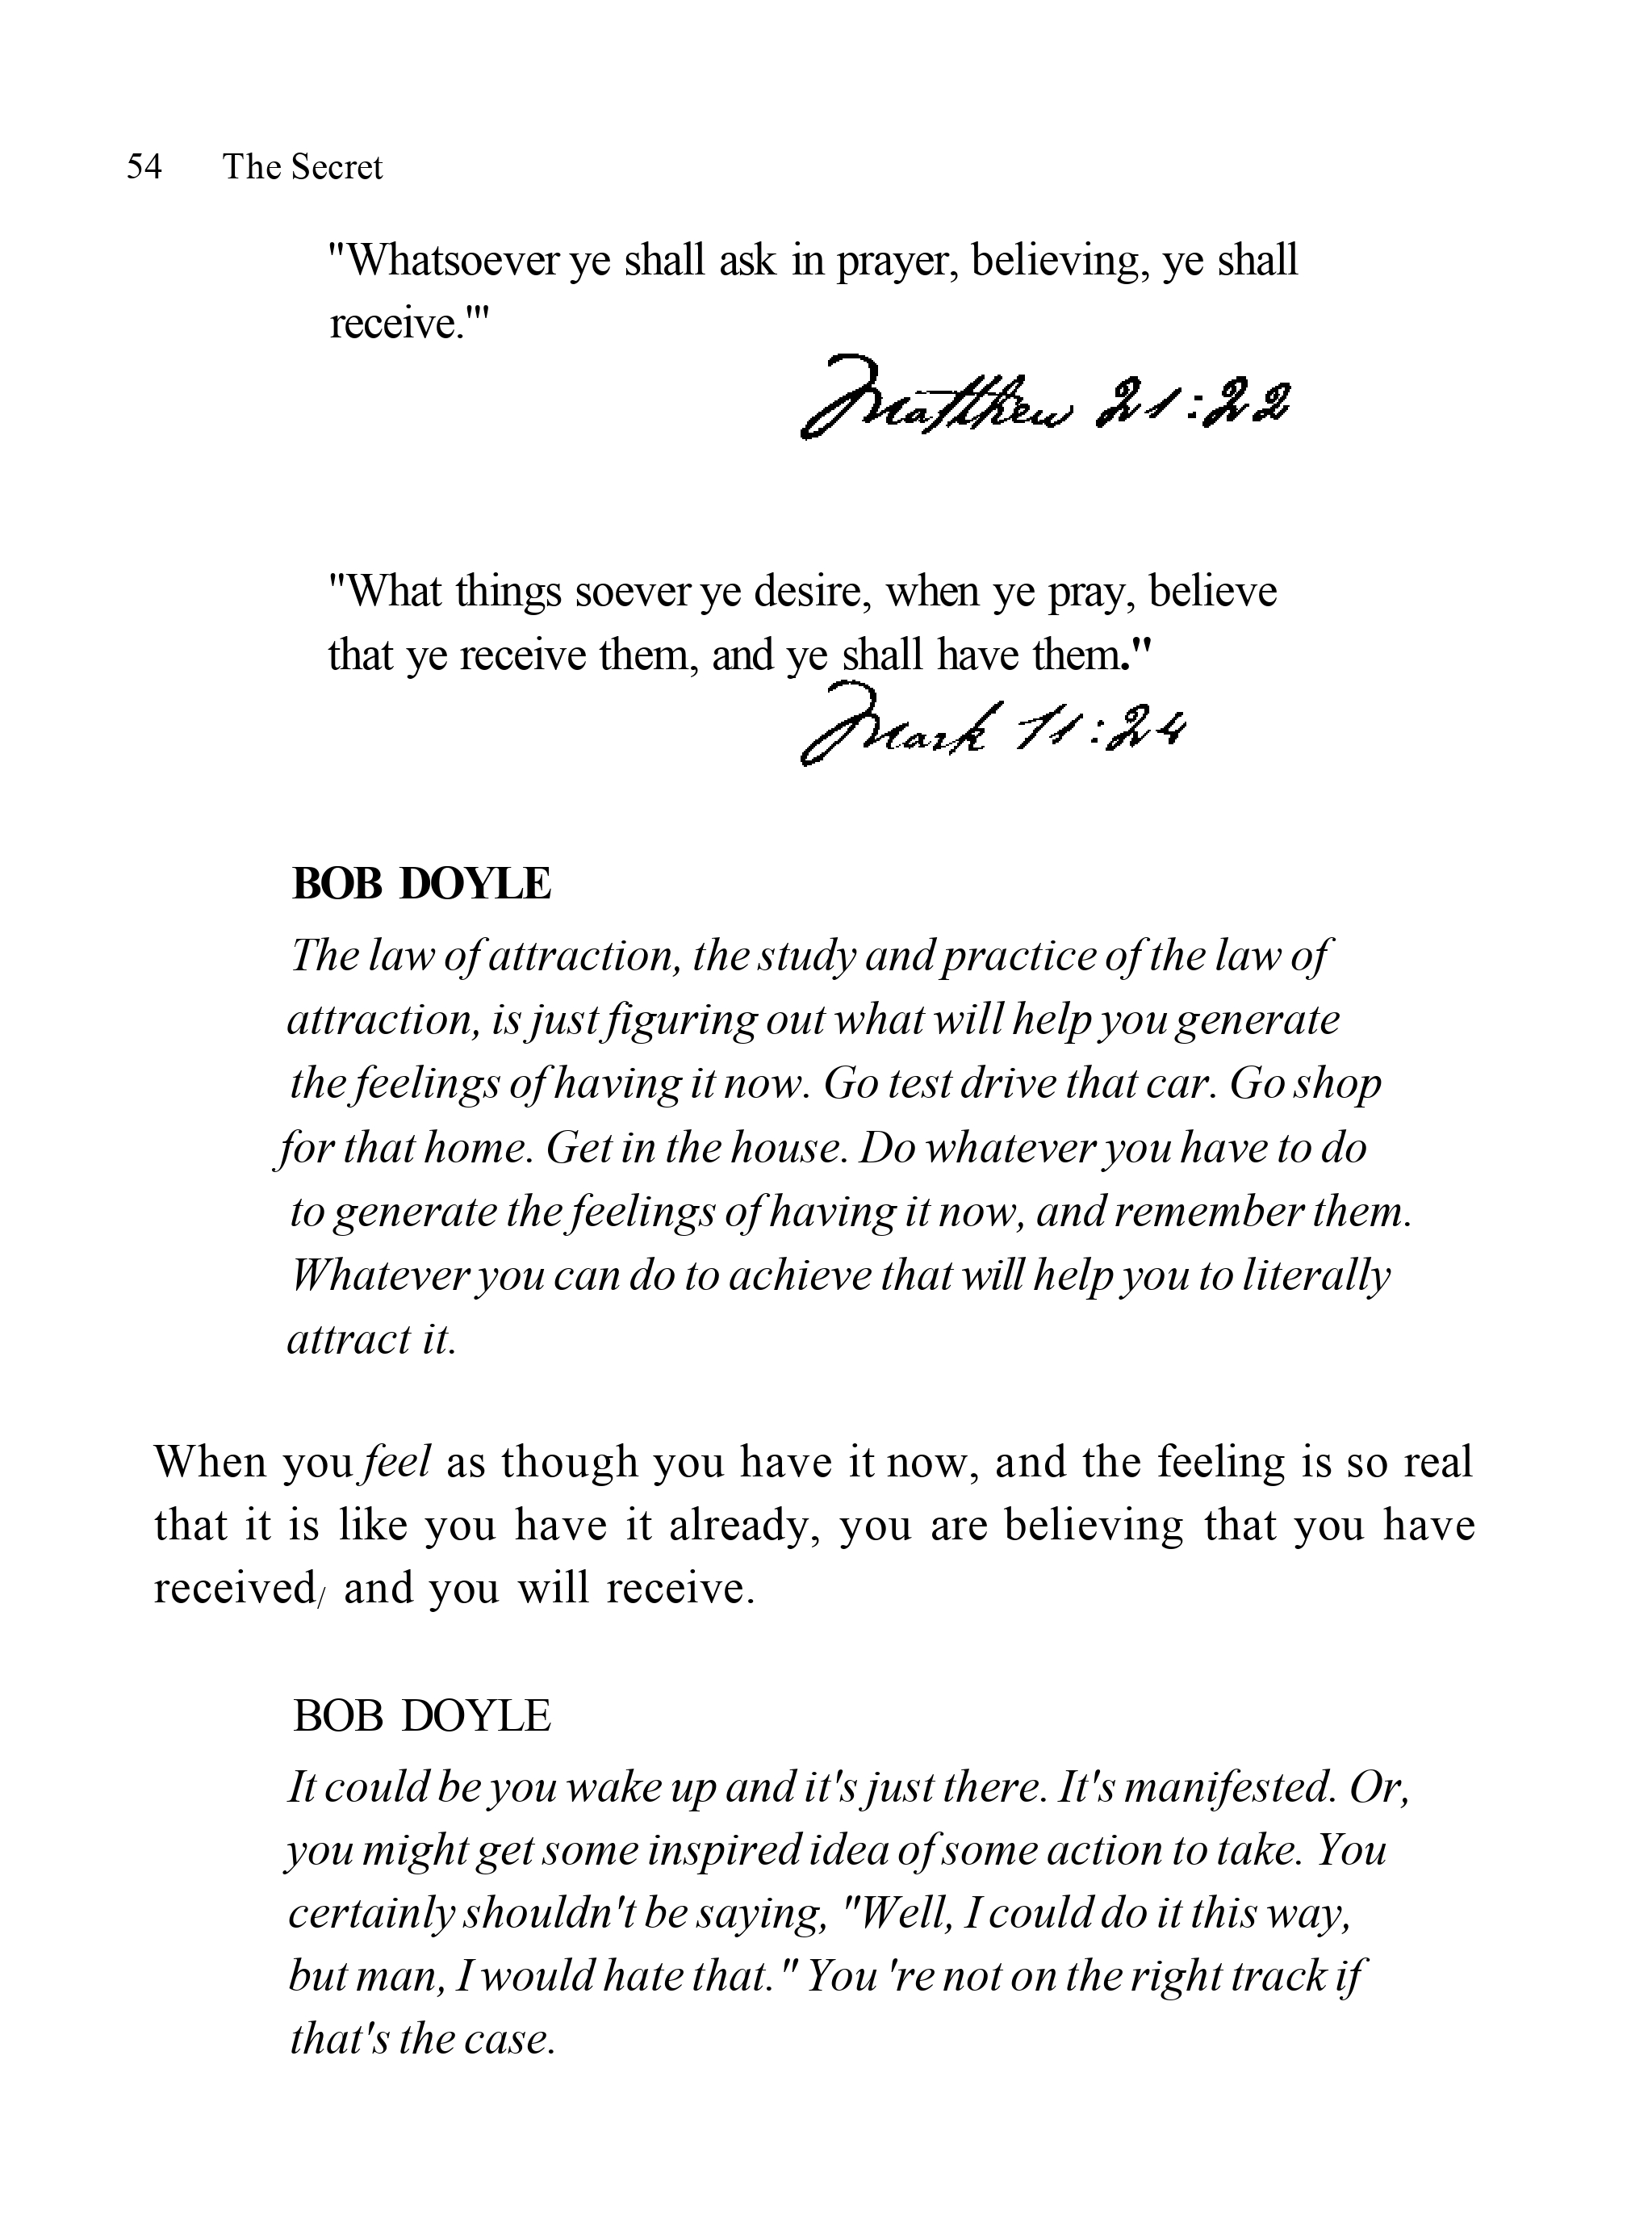 54 The Secret
"Whatsoever ye shall ask in prayer, believing, ye shall
receive.'"
Matthew 21:22
"What things soever ye desire, when ye pray, believe
that ye receive them, and ye shall have them."
Mark 11:24
BOB DOYLE
The law of attraction, the study and practice of the law of
attraction, is just figuring out what will help you generate
the feelings of having it now. Go test drive that car. Go shop
for that home. Get in the house. Do whatever you have to do
to generate the feelings of having it now, and remember them.
Whatever you can do to achieve that will help you to literally
attract it.
When you feel as though you have it now, and the feeling is so real
that it is like you have it already, you are believing that you have
received/ and you will receive.
BOB DOYLE
It could be you wake up and it's just there. It's manifested. Or,
you might get some inspired idea of some action to take. You
certainly shouldn't be saying, "Well, I could do it this way,
but man, I would hate that." You 're not on the right track if
that's the case.